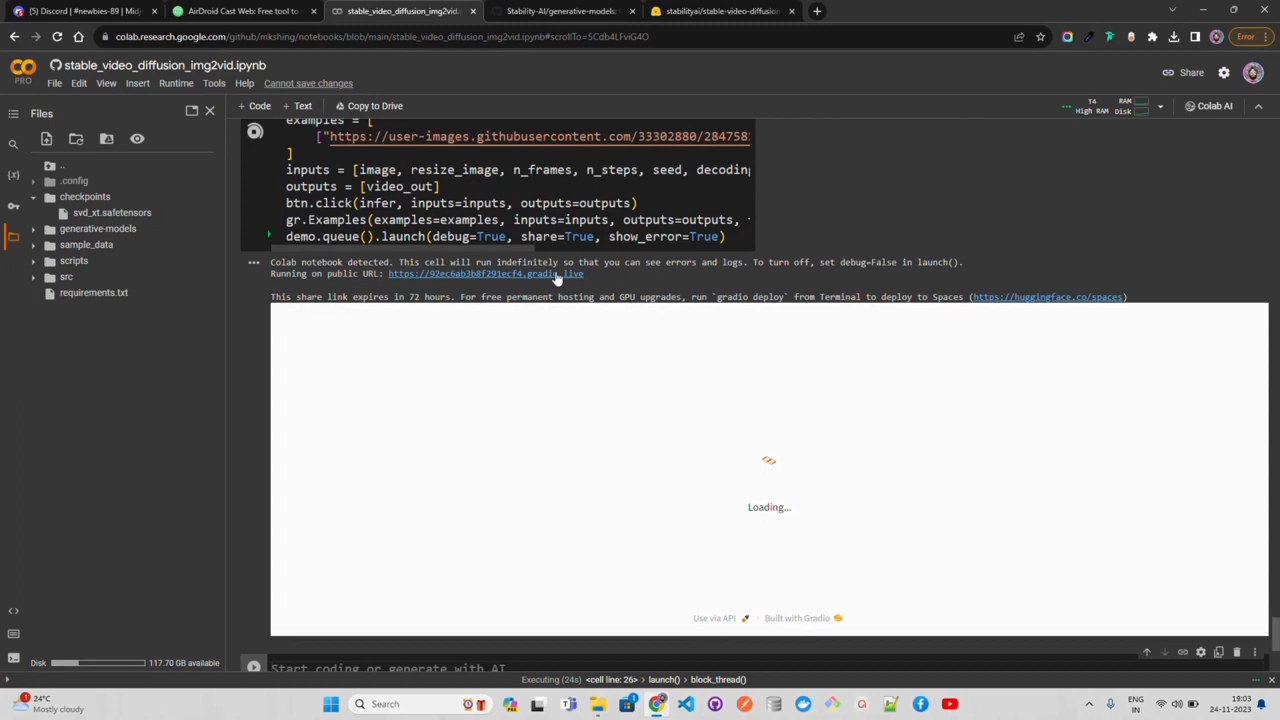 (5) Discord | #newbies-89 | Midj
AirDroid Cast Web: Free tool to
stable_video_diffusion_img2vid.
Stability-AI/generative-models:
stabilityai/stable-video-diffusion
colab.research.google.com/github/mkshing/notebooks/blob/main/stable_video_diffusion_img2vid.ipynb#scrollTo=5Cdb4LFviG4O
Error
stable_video_diffusion_img2vid.ipynb
PRO
File Edit View Insert Runtime Tools Help Cannot save changes
Share
Files
+ Code + Text Copy to Drive
T4
High RAM
RAM
Disk
Colab AI
..
.config
checkpoints
svd_xt.safetensors
generative-models
sample_data
scripts
src
requirements.txt
examples = [
["https://user-images.githubusercontent.com/33302880/284758
]
inputs = [image, resize_image, n_frames, n_steps, seed, decoding
outputs = [video_out]
btn.click(infer, inputs=inputs, outputs=outputs)
gr.Examples(examples=examples, inputs=inputs, outputs=outputs,
demo.queue().launch(debug=True, share=True, show_error=True)
Colab notebook detected. This cell will run indefinitely so that you can see errors and logs. To turn off, set debug=False in launch().
Running on public URL: https://92ec6ab3b8f291ecf4.gradio.live
This share link expires in 72 hours. For free permanent hosting and GPU upgrades, run `gradio deploy` from Terminal to deploy to Spaces (https://huggingface.co/spaces)
Loading...
Use via API · Built with Gradio
Start coding or generate with AI
Disk 117.70 GB available
Executing (24s) <cell line: 26> launch() block_thread()
24°C
Mostly cloudy
Search
ENG
IN
19:03
24-11-2023